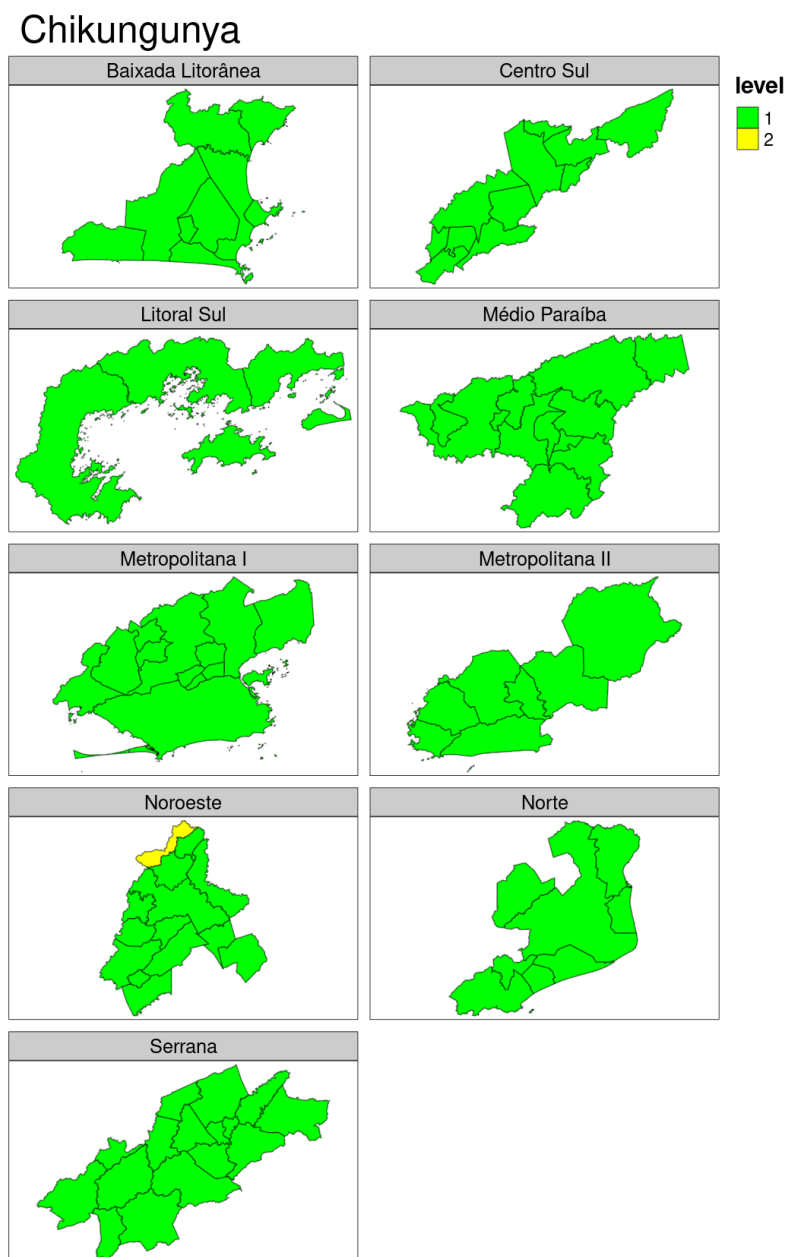 Chikungunya
Baixada Litorânea
Centro Sul
level
1
2
Litoral Sul
Médio Paraíba
Metropolitana I
Metropolitana II
Noroeste
Norte
Serrana